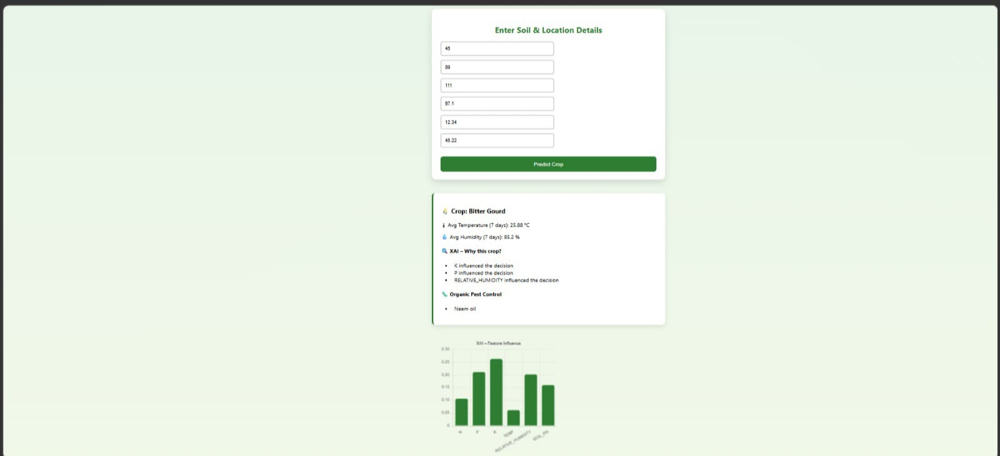 Enter Soil & Location Details
45
89
111
87.1
12.34
45.22
Predict Crop
Crop: Bitter Gourd
Avg Temperature (7 days): 25.88 °C
Avg Humidity (7 days): 85.2 %
XAI – Why this crop?
• K influenced the decision
• P influenced the decision
• RELATIVE_HUMIDITY influenced the decision
Organic Pest Control
• Neem oil
XAI – Feature Influence
0.30
0.25
0.20
0.15
0.10
0.05
0
N
P
K
TEMP
RELATIVE_HUMIDITY
SOIL_PH